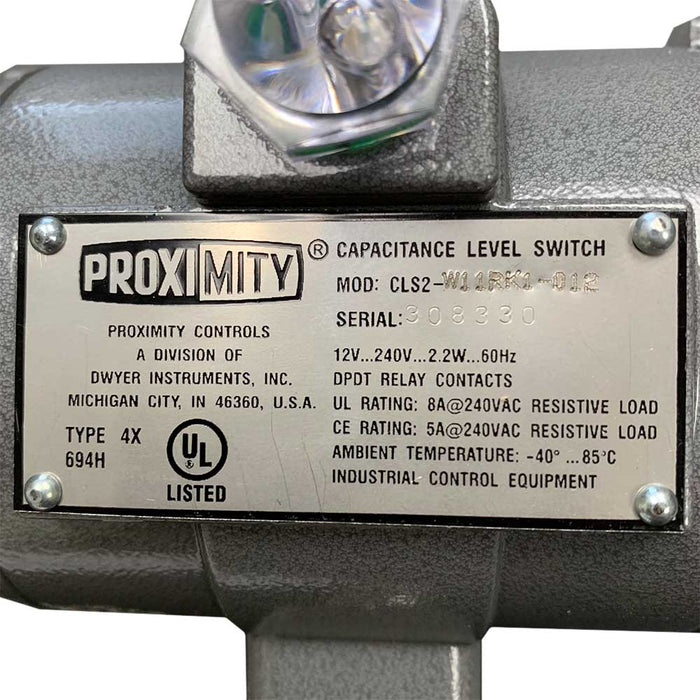 PROXIMITY ®
PROXIMITY CONTROLS
A DIVISION OF
DWYER INSTRUMENTS, INC.
MICHIGAN CITY, IN 46360, U.S.A.
TYPE 4X
694H
UL
LISTED
CAPACITANCE LEVEL SWITCH
MOD: CLS2-W11RK1-012
SERIAL: 308330
12V...240V...2.2W...60Hz
DPDT RELAY CONTACTS
UL RATING: 8A@240VAC RESISTIVE LOAD
CE RATING: 5A@240VAC RESISTIVE LOAD
AMBIENT TEMPERATURE: -40° ...85°C
INDUSTRIAL CONTROL EQUIPMENT